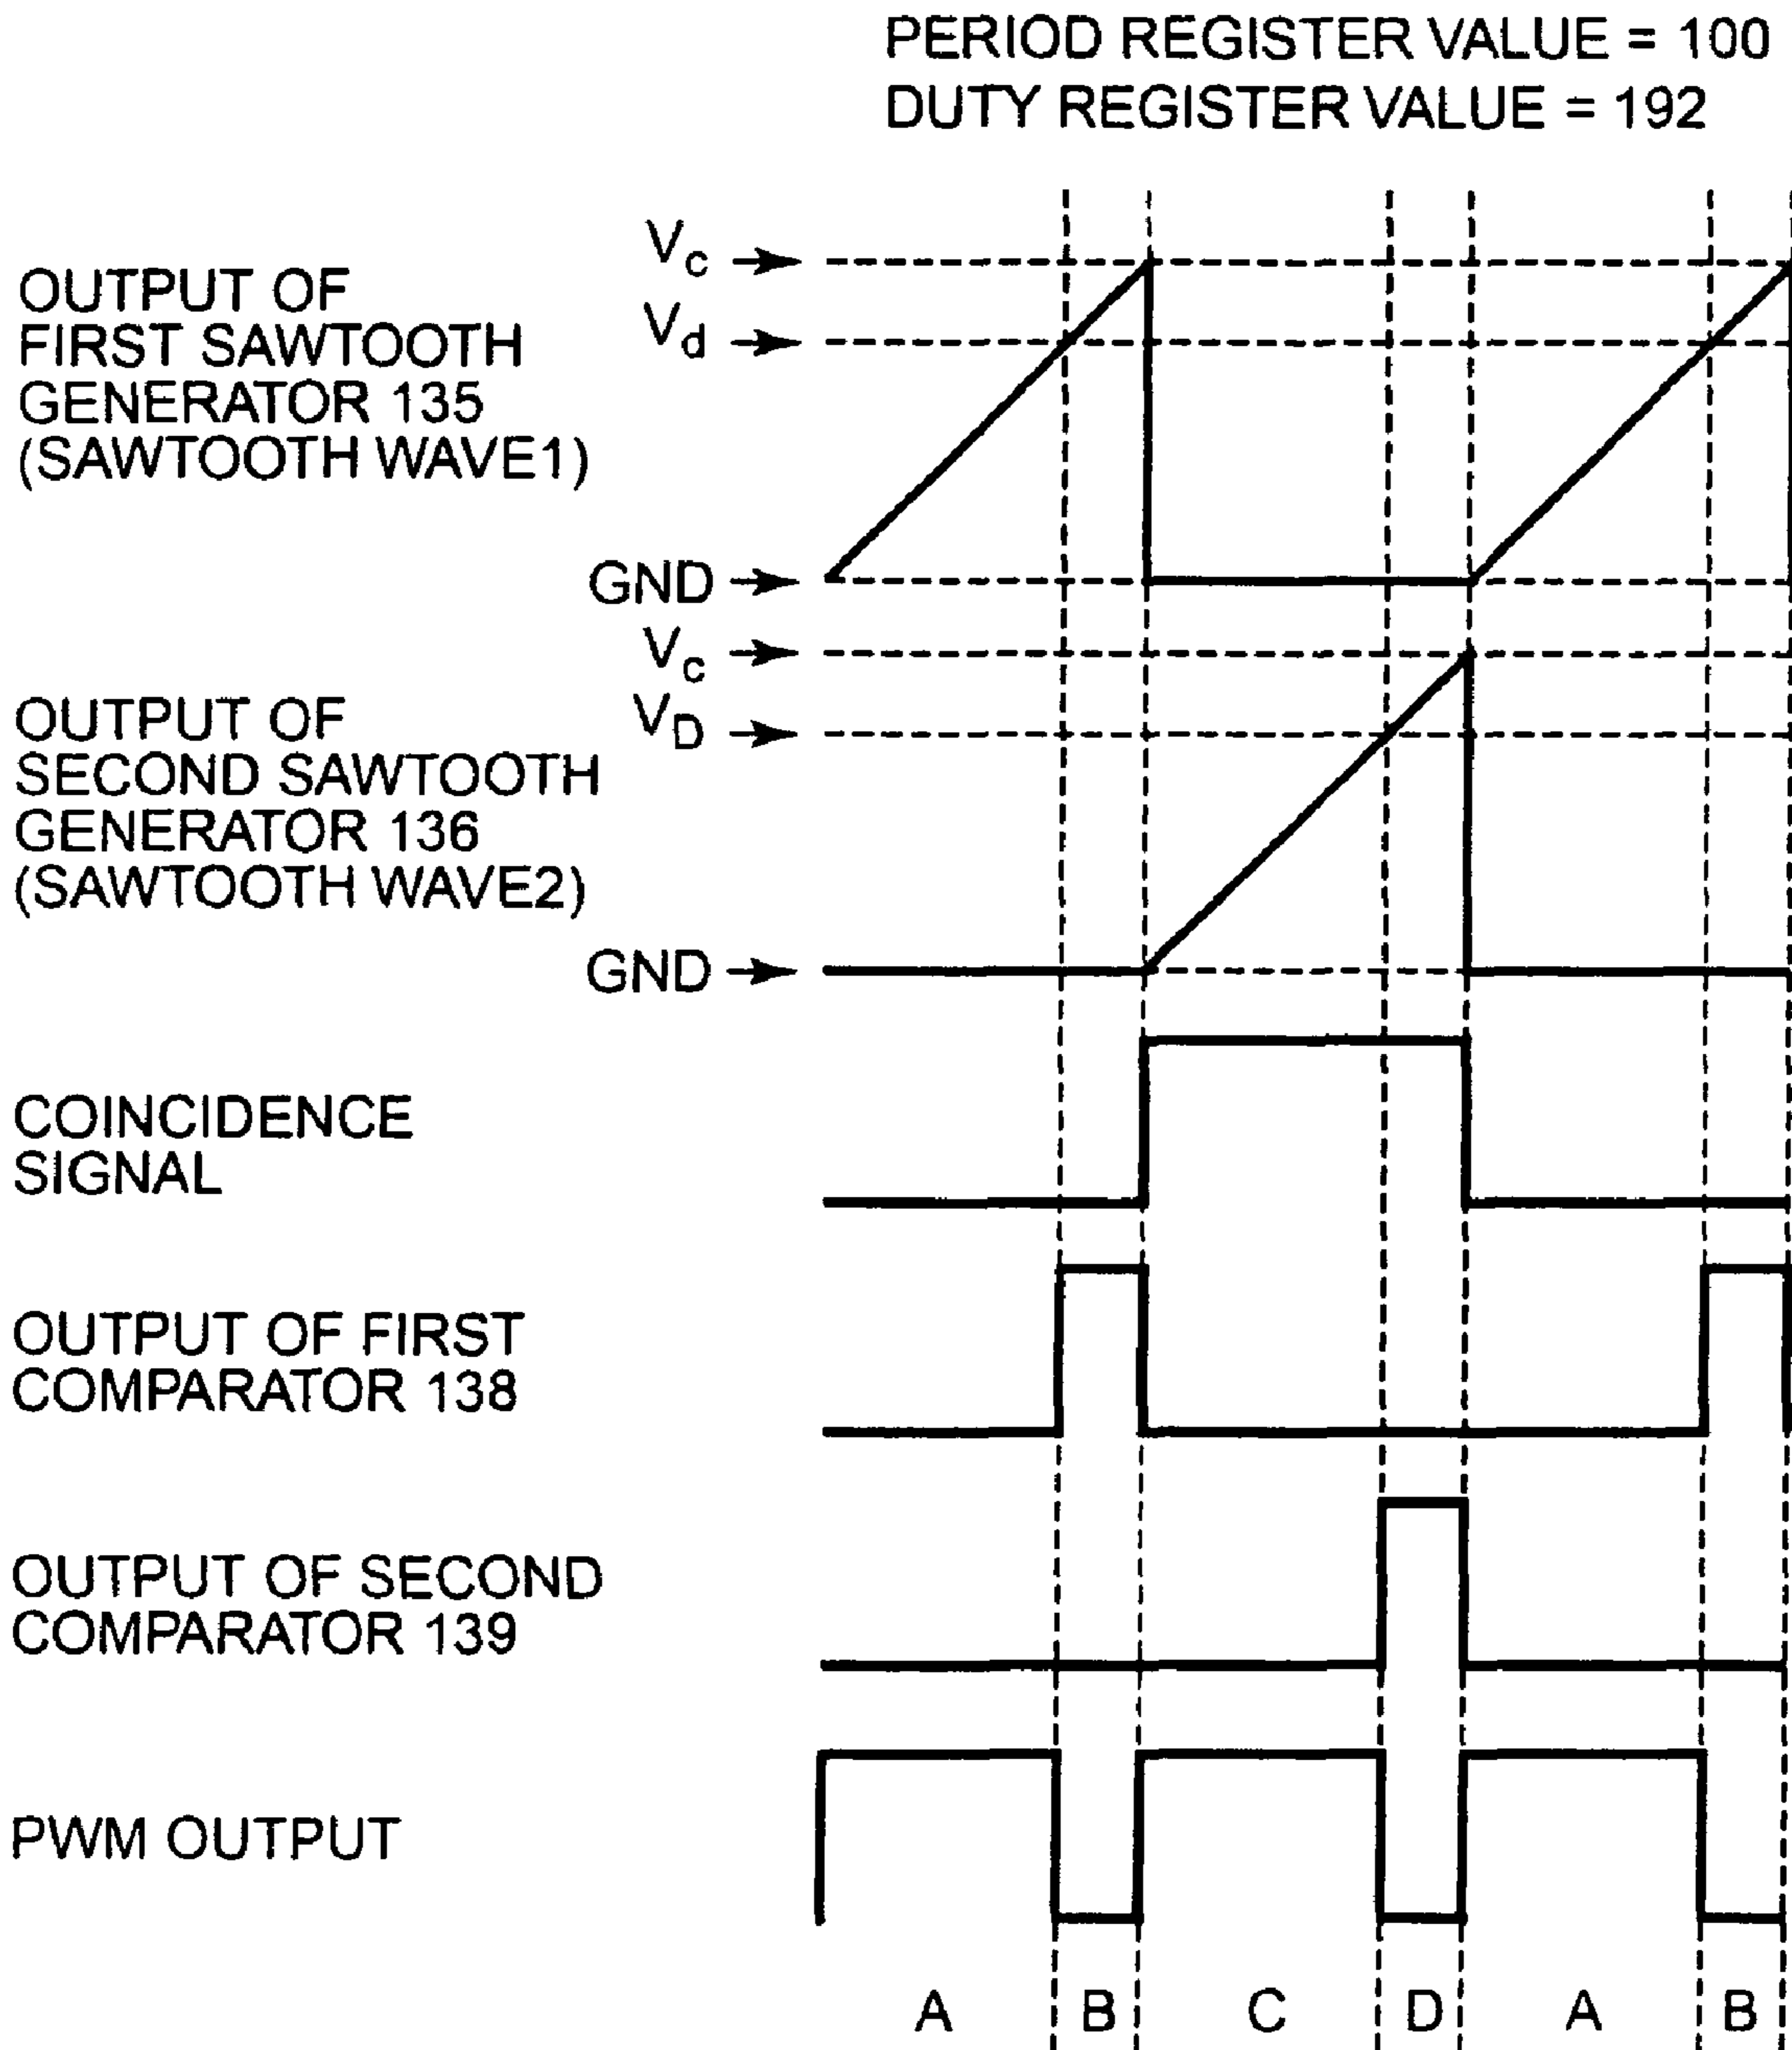 PERIOD REGISTER VALUE = 100
DUTY REGISTER VALUE = 192
OUTPUT OF
FIRST SAWTOOTH
GENERATOR 135
(SAWTOOTH WAVE1)
Vc
Vd
GND
OUTPUT OF
SECOND SAWTOOTH
GENERATOR 136
(SAWTOOTH WAVE2)
Vc
VD
GND
COINCIDENCE
SIGNAL
OUTPUT OF FIRST
COMPARATOR 138
OUTPUT OF SECOND
COMPARATOR 139
PWM OUTPUT
A B C D A B